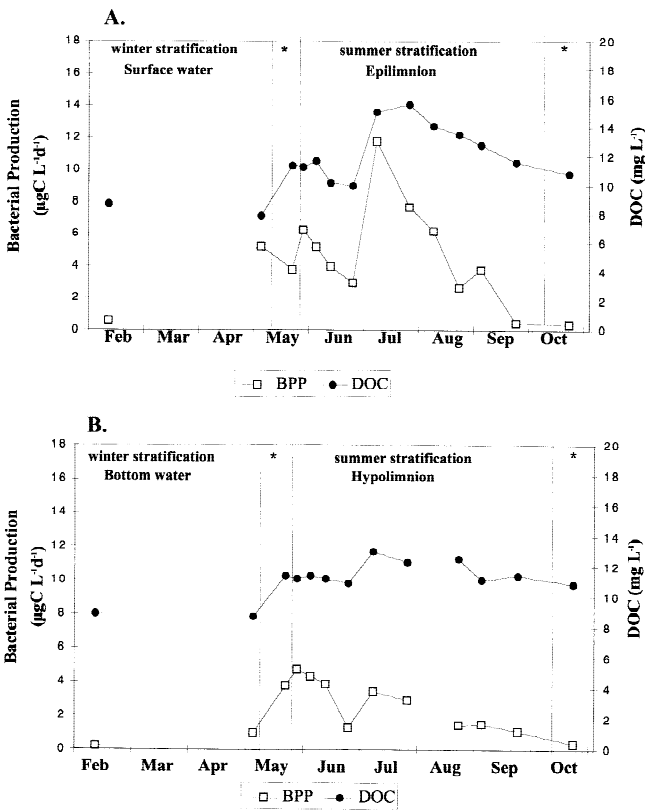 A.
winter stratification * summer stratification *
Surface water Epilimnion
Bacterial Production
(µgC L⁻¹d⁻¹)
18
16
14
12
10
8
6
4
2
0
20
18
16
14
12
10
8
6
4
2
0
DOC (mg L⁻¹)
Feb Mar Apr May Jun Jul Aug Sep Oct
BPP DOC
B.
winter stratification * summer stratification *
Bottom water Hypolimnion
Bacterial Production
(µgC L⁻¹d⁻¹)
18
16
14
12
10
8
6
4
2
0
20
18
16
14
12
10
8
6
4
2
0
DOC (mg L⁻¹)
Feb Mar Apr May Jun Jul Aug Sep Oct
BPP DOC